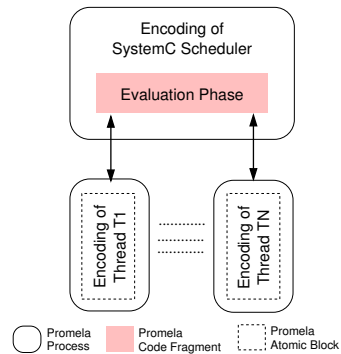 Encoding of
SystemC Scheduler
Evaluation Phase
Encoding of
Thread T1
Encoding of
Thread TN
Promela
Process
Promela
Code Fragment
Promela
Atomic Block